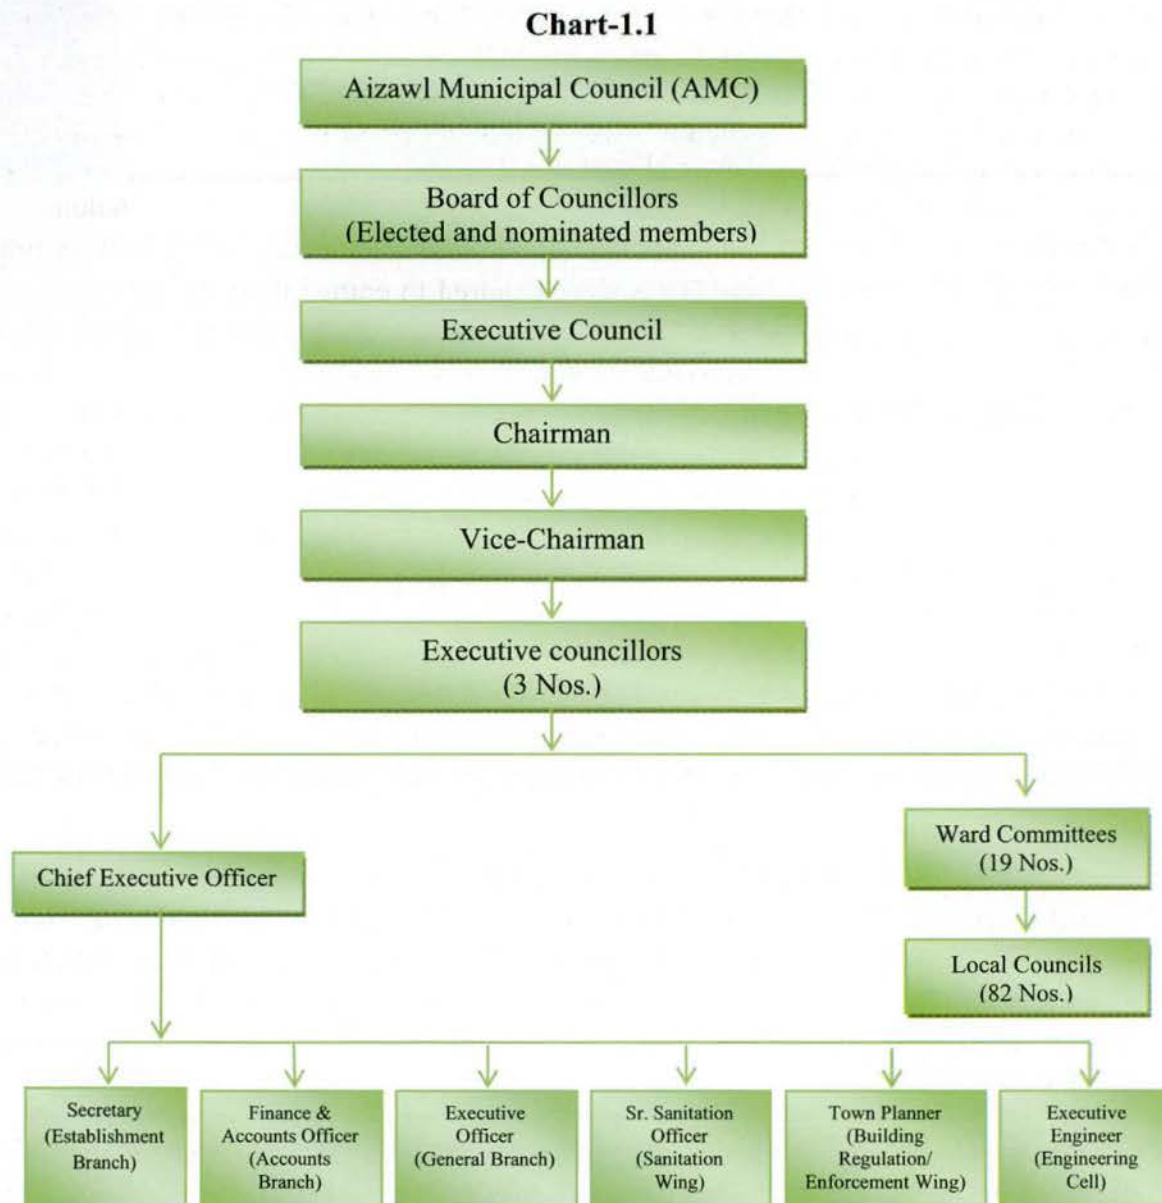 Chart-1.1
Aizawl Municipal Council (AMC)
Board of Councillors
(Elected and nominated members)
Executive Council
Chairman
Vice-Chairman
Executive councillors
(3 Nos.)
Chief Executive Officer
Ward Committees
(19 Nos.)
Local Councils
(82 Nos.)
Secretary
(Establishment
Branch)
Finance &
Accounts Officer
(Accounts
Branch)
Executive
Officer
(General Branch)
Sr. Sanitation
Officer
(Sanitation
Wing)
Town Planner
(Building
Regulation/
Enforcement Wing)
Executive
Engineer
(Engineering
Cell)